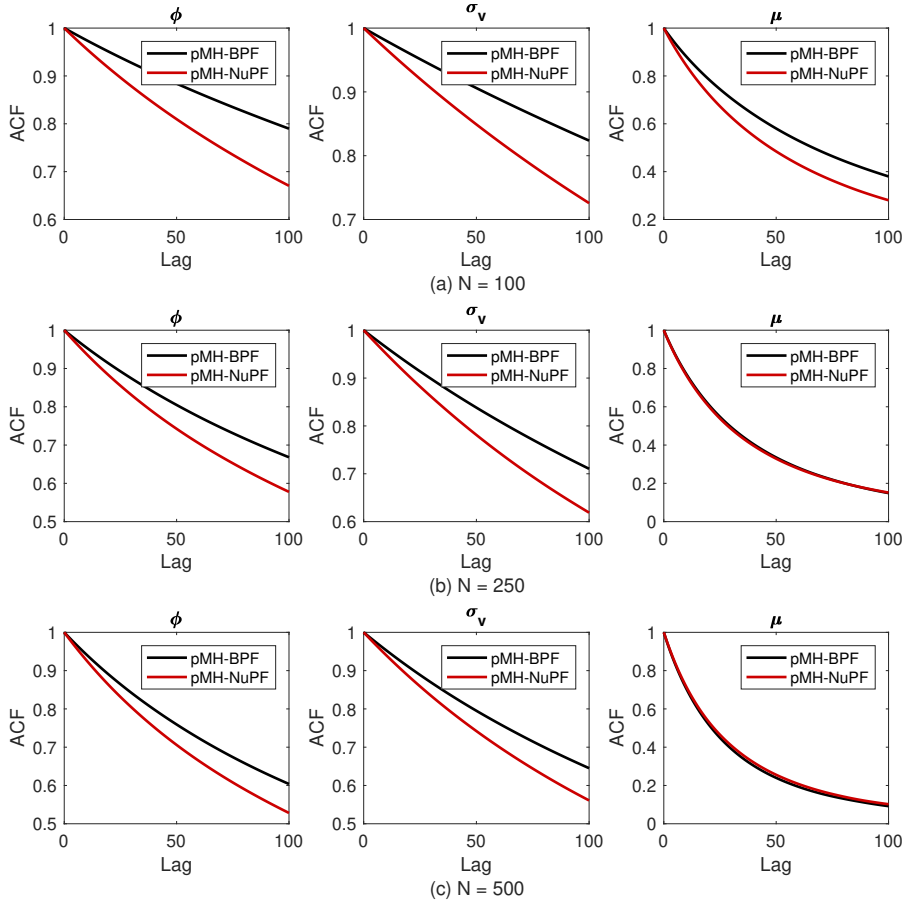 ϕ
1
0.9
0.8
0.7
0.6
ACF
pMH-BPF
pMH-NuPF
0
50
100
Lag
σv
1
0.9
0.8
0.7
ACF
pMH-BPF
pMH-NuPF
0
50
100
Lag
μ
1
0.8
0.6
0.4
0.2
ACF
pMH-BPF
pMH-NuPF
0
50
100
Lag
(a) N = 100
ϕ
1
0.9
0.8
0.7
0.6
0.5
ACF
pMH-BPF
pMH-NuPF
0
50
100
Lag
σv
1
0.9
0.8
0.7
0.6
ACF
pMH-BPF
pMH-NuPF
0
50
100
Lag
μ
1
0.8
0.6
0.4
0.2
0
ACF
pMH-BPF
pMH-NuPF
0
50
100
Lag
(b) N = 250
ϕ
1
0.9
0.8
0.7
0.6
0.5
ACF
pMH-BPF
pMH-NuPF
0
50
100
Lag
σv
1
0.9
0.8
0.7
0.6
0.5
ACF
pMH-BPF
pMH-NuPF
0
50
100
Lag
μ
1
0.8
0.6
0.4
0.2
0
ACF
pMH-BPF
pMH-NuPF
0
50
100
Lag
(c) N = 500